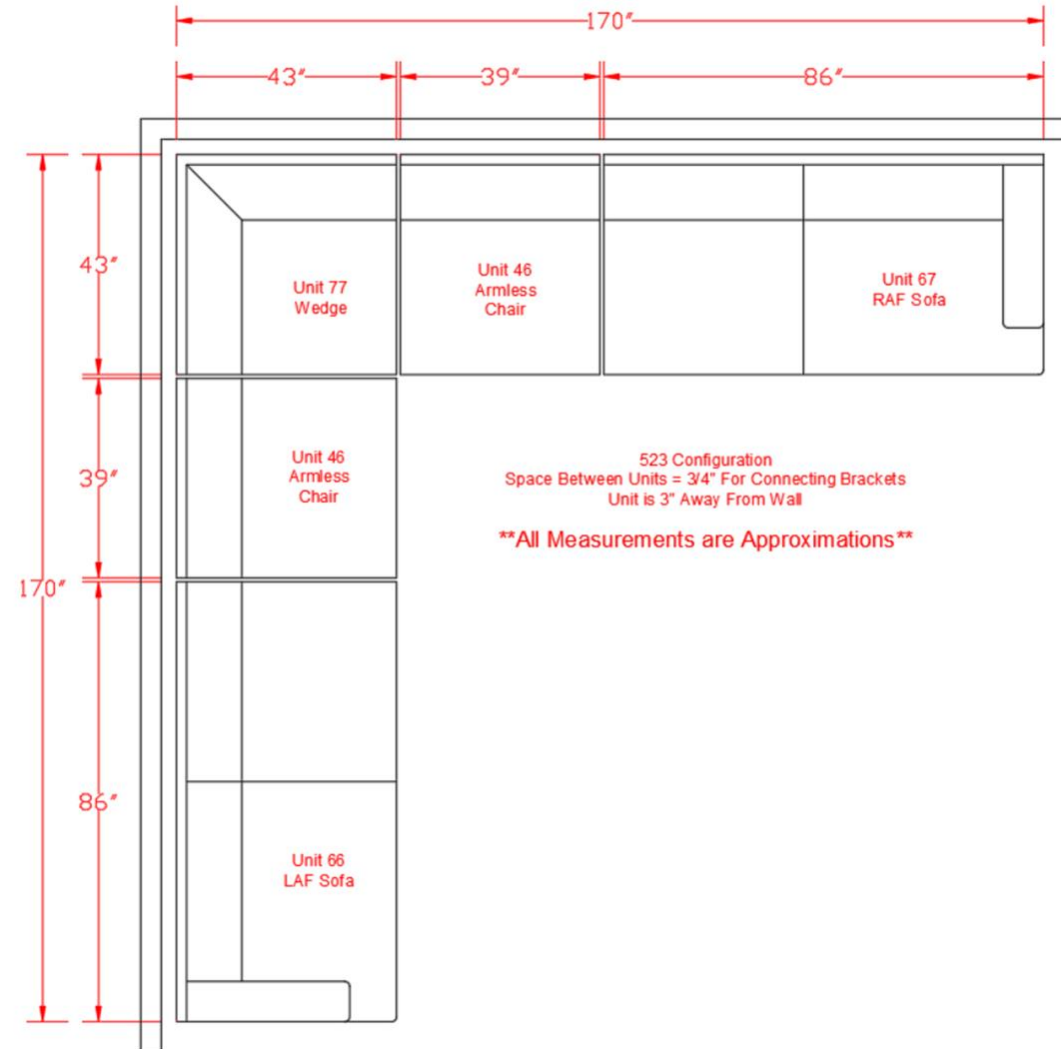 170"
43"
39"
86"
43"
Unit 77
Wedge
Unit 46
Armless
Chair
Unit 67
RAF Sofa
39"
Unit 46
Armless
Chair
523 Configuration
Space Between Units = 3/4" For Connecting Brackets
Unit is 3" Away From Wall
**All Measurements are Approximations**
170"
86"
Unit 66
LAF Sofa